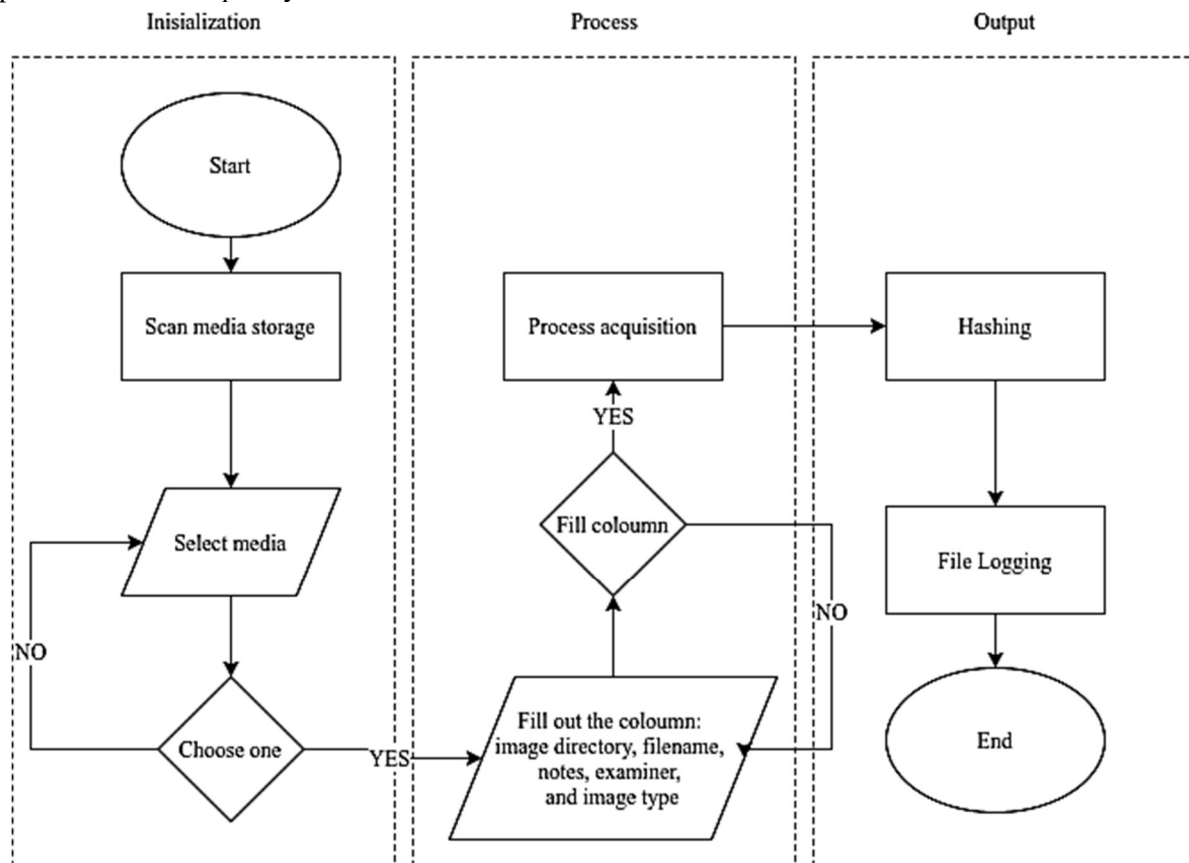 Inisialization
Process
Output
Start
Scan media storage
Select media
NO
Choose one
YES
Process acquisition
YES
Fill coloumn
NO
Fill out the coloumn:
image directory, filename,
notes, examiner,
and image type
Hashing
File Logging
End